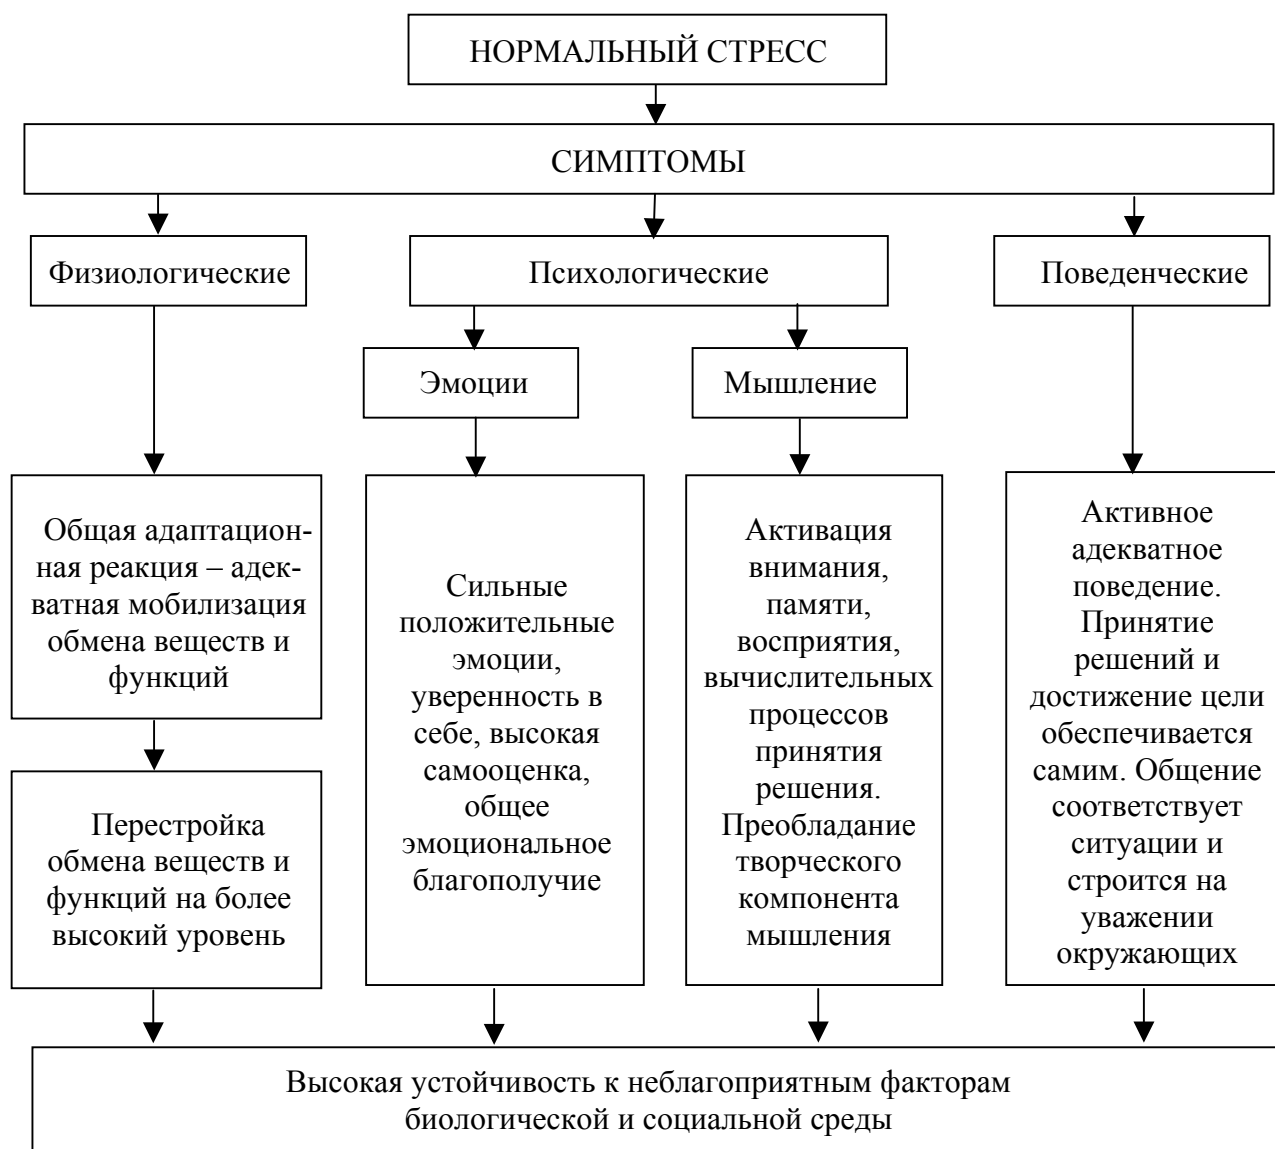 НОРМАЛЬНЫЙ СТРЕСС
СИМПТОМЫ
Физиологические
Психологические
Поведенческие
Эмоции
Мышление
Общая адаптацион-
ная реакция – адек-
ватная мобилизация
обмена веществ и
функций
Перестройка
обмена веществ и
функций на более
высокий уровень
Сильные
положительные
эмоции,
уверенность в
себе, высокая
самооценка,
общее
эмоциональное
благополучие
Активация
внимания,
памяти,
восприятия,
вычислительных
процессов
принятия
решения.
Преобладание
творческого
компонента
мышления
Активное
адекватное
поведение.
Принятие
решений и
достижение цели
обеспечивается
самим. Общение
соответствует
ситуации и
строится на
уважении
окружающих
Высокая устойчивость к неблагоприятным факторам
биологической и социальной среды